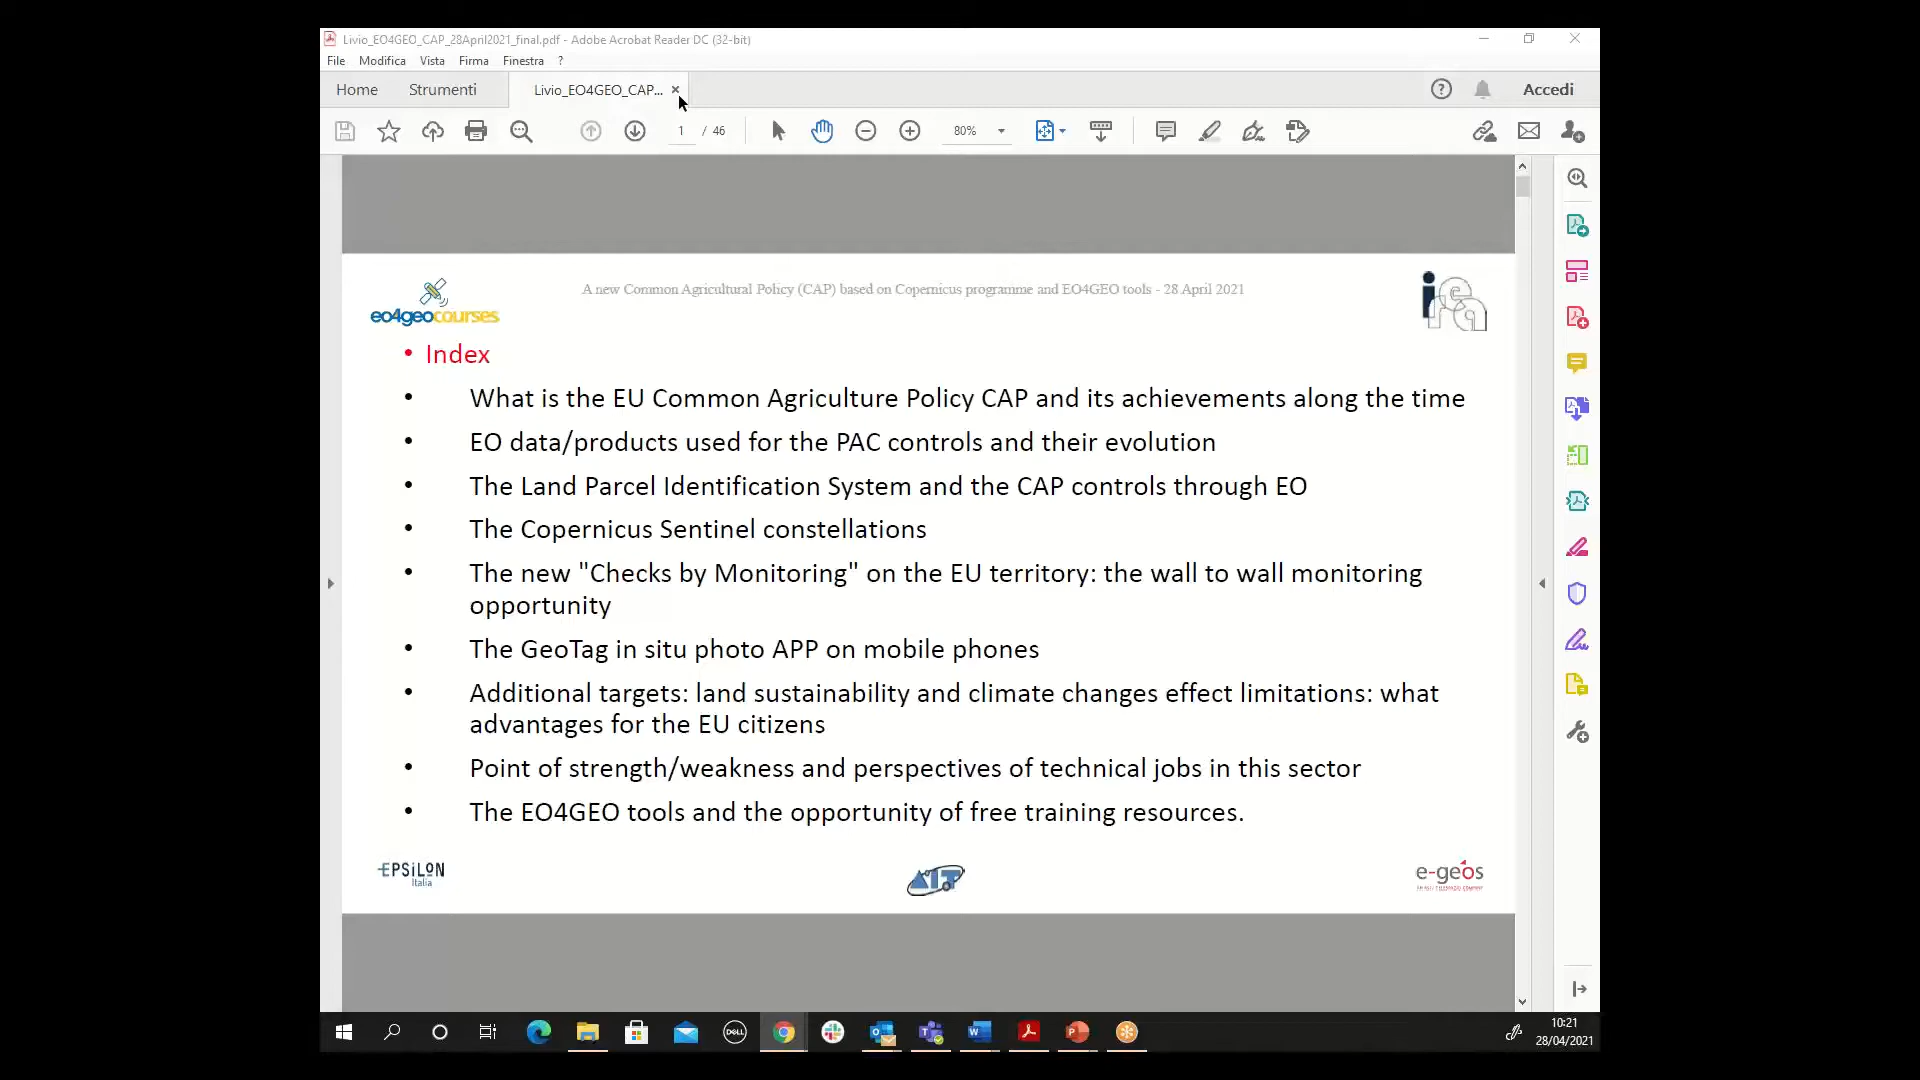 Livio_EO4GEO_CAP_28April2021_final.pdf - Adobe Acrobat Reader DC (32-bit)
File Modifica Vista Firma Finestra ?
Home Strumenti Livio_EO4GEO_CAP... Accedi
1 / 46 80%
A new Common Agricultural Policy (CAP) based on Copernicus programme and EO4GEO tools - 28 April 2021
eo4geocourses
• Index
• What is the EU Common Agriculture Policy CAP and its achievements along the time
• EO data/products used for the PAC controls and their evolution
• The Land Parcel Identification System and the CAP controls through EO
• The Copernicus Sentinel constellations
• The new "Checks by Monitoring" on the EU territory: the wall to wall monitoring
opportunity
• The GeoTag in situ photo APP on mobile phones
• Additional targets: land sustainability and climate changes effect limitations: what
advantages for the EU citizens
• Point of strength/weakness and perspectives of technical jobs in this sector
• The EO4GEO tools and the opportunity of free training resources.
EPSILON
Italia
AIT
e-geos
DELL
10:21
28/04/2021